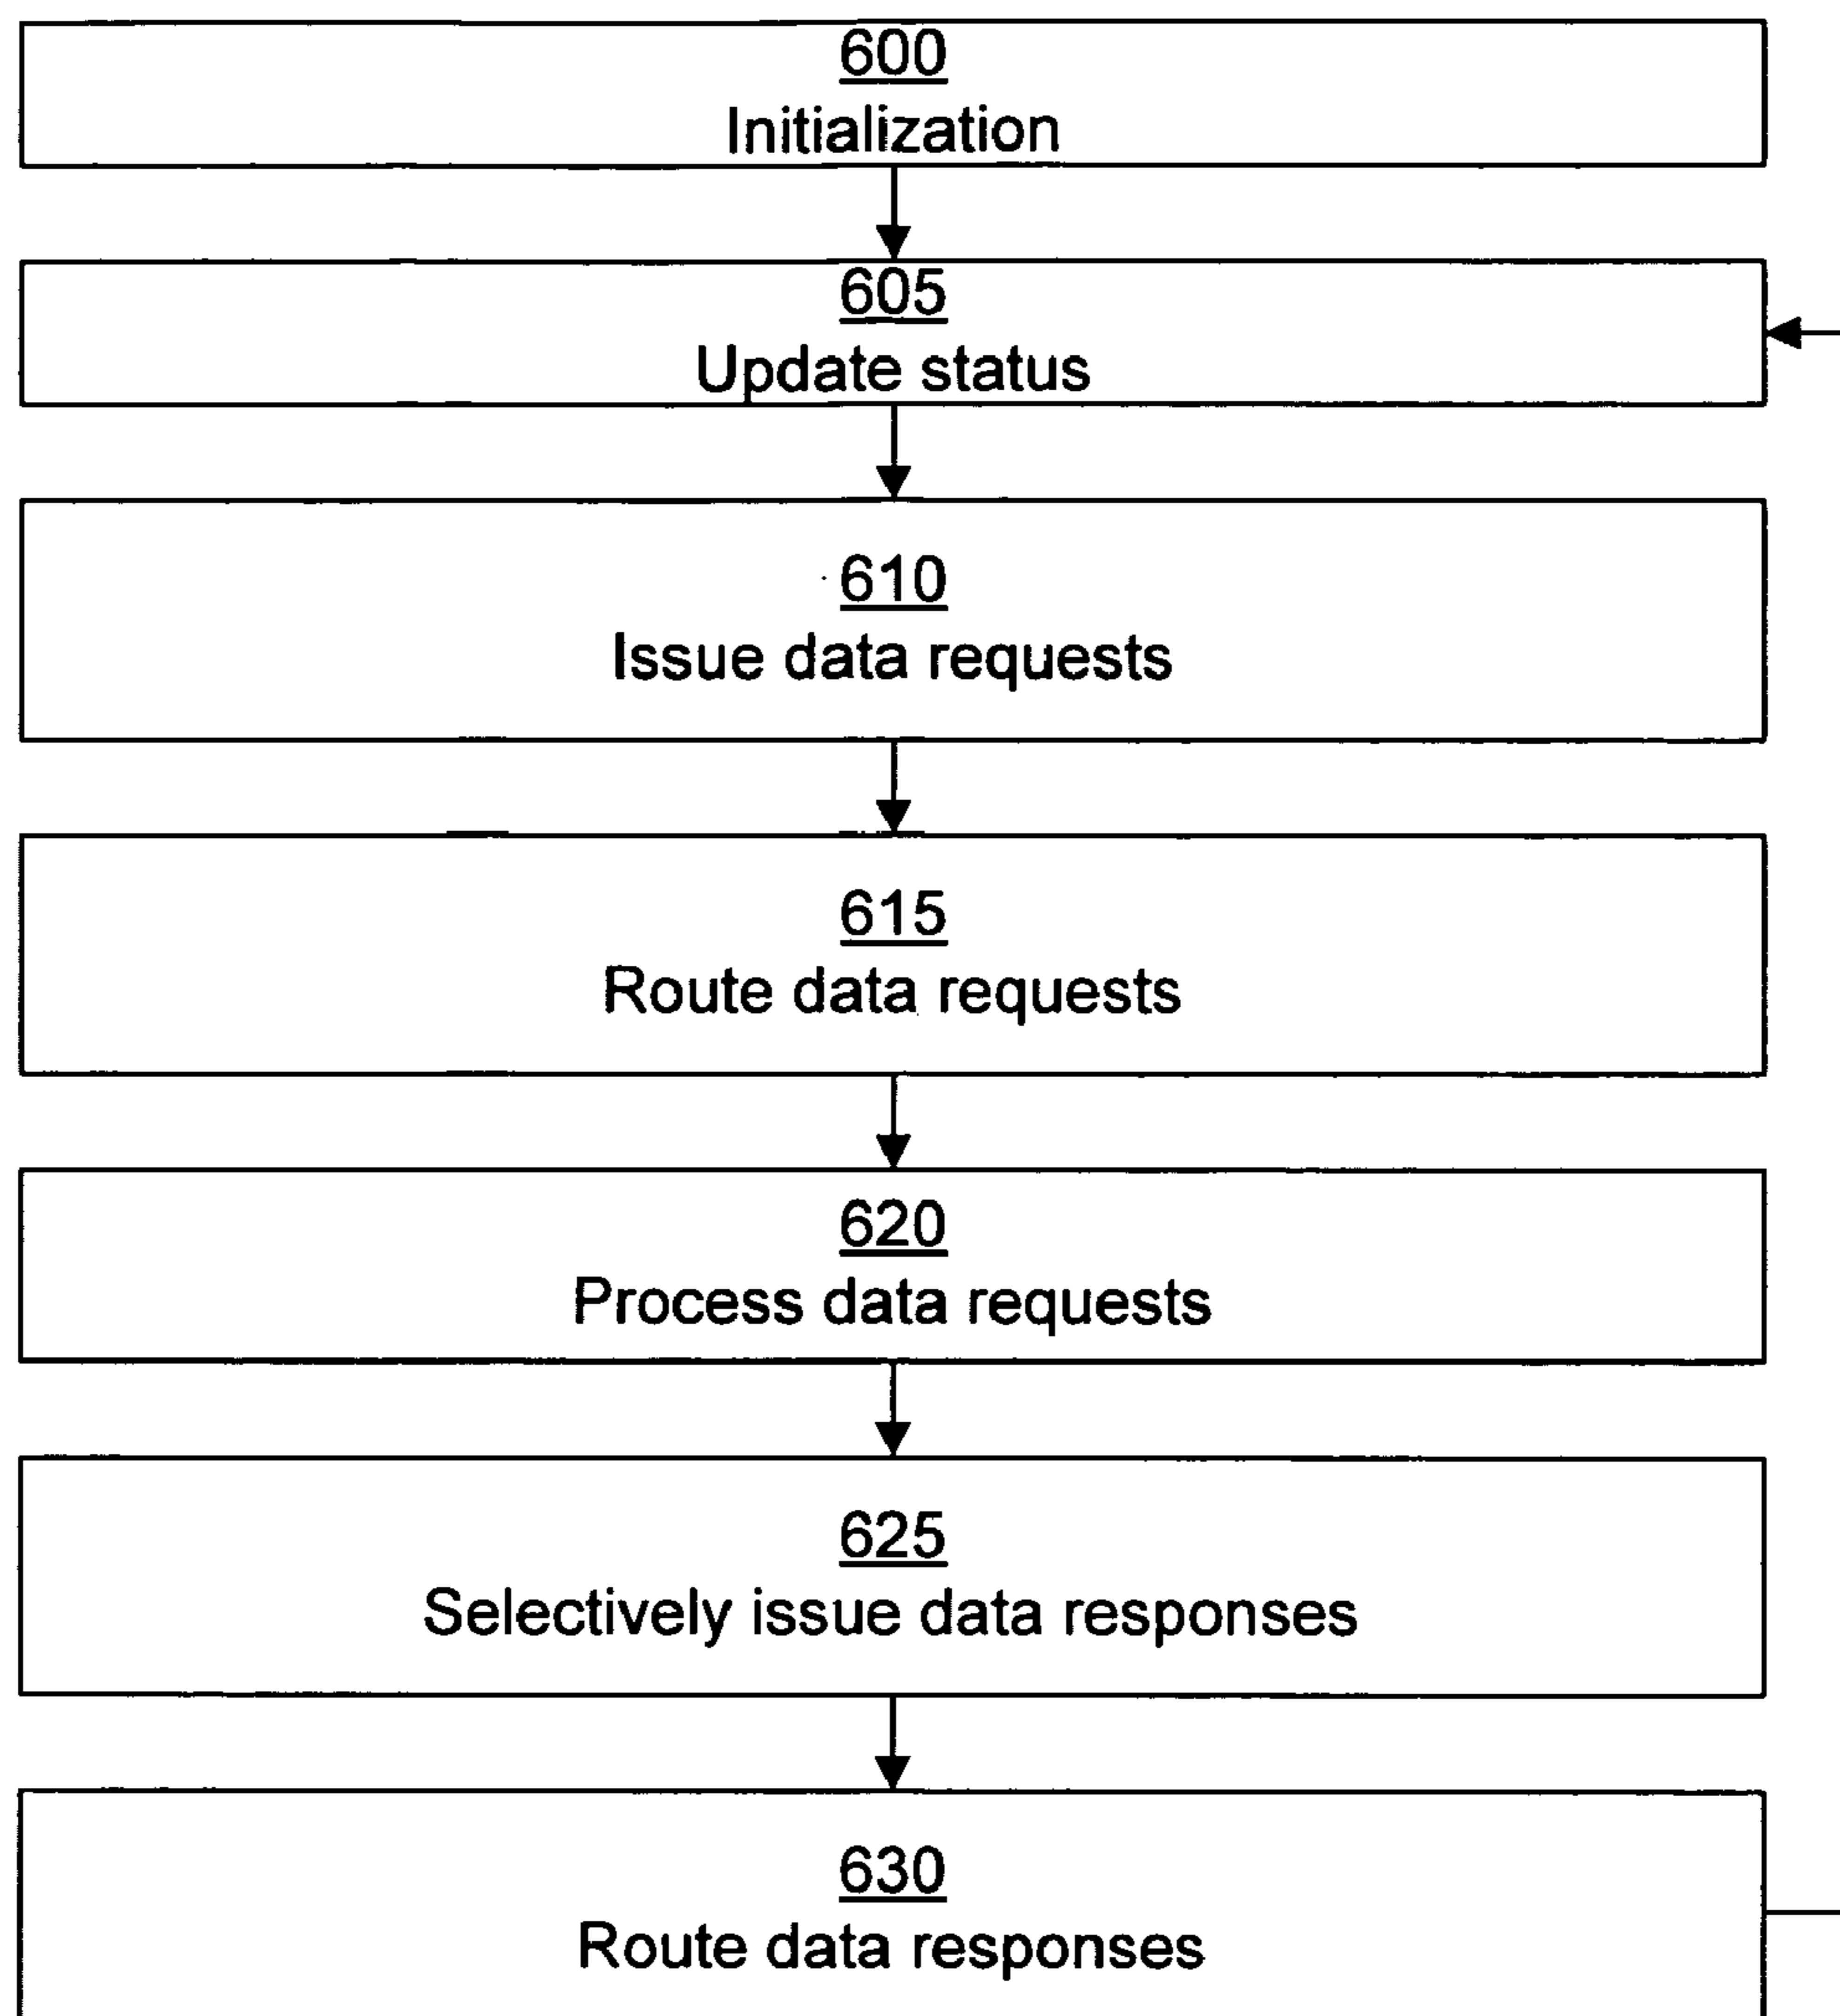 600
Initialization
605
Update status
610
Issue data requests
615
Route data requests
620
Process data requests
625
Selectively issue data responses
630
Route data responses